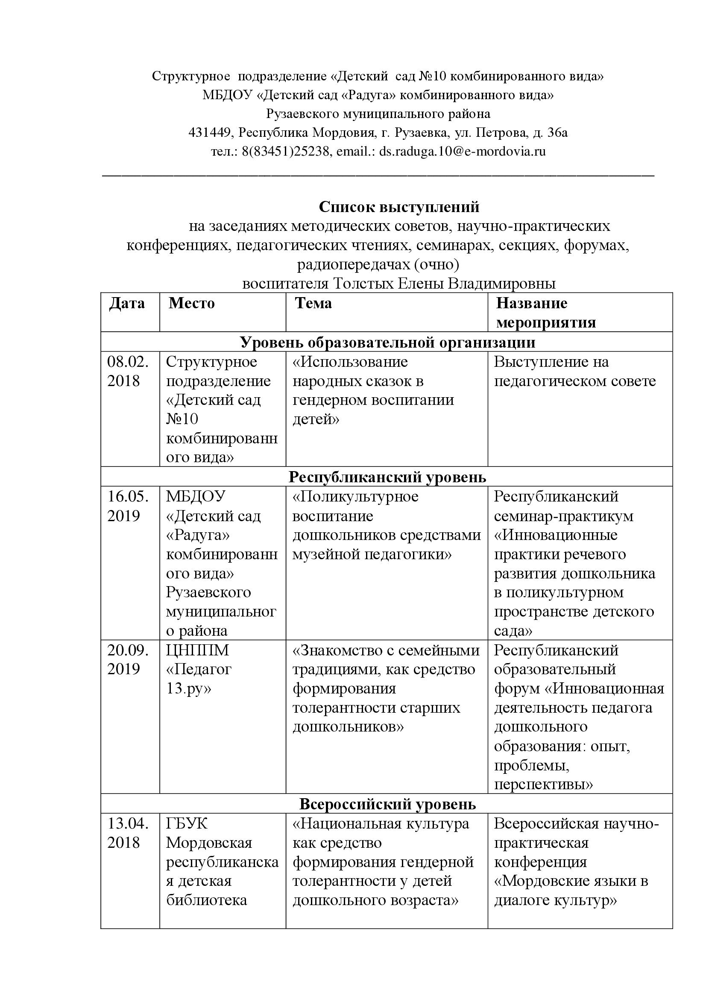 Структурное подразделение «Детский сад №10 комбинированного вида»
МБДОУ «Детский сад «Радуга» комбинированного вида»
Рузаевского муниципального района
431449, Республика Мордовия, г. Рузаевка, ул. Петрова, д. 36а
тел.: 8(83451)25238, email.: ds.raduga.10@e-mordovia.ru
Список выступлений
на заседаниях методических советов, научно-практических
конференциях, педагогических чтениях, семинарах, секциях, форумах,
радиопередачах (очно)
воспитателя Толстых Елены Владимировны
Дата
Место
Тема
Название
мероприятия
Уровень образовательной организации
08.02.
2018
Структурное
подразделение
«Детский сад
№10
комбинированн
ого вида»
«Использование
народных сказок в
гендерном воспитании
детей»
Выступление на
педагогическом совете
Республиканский уровень
16.05.
2019
МБДОУ
«Детский сад
«Радуга»
комбинированн
ого вида»
Рузаевского
муниципальног
о района
«Поликультурное
воспитание
дошкольников средствами
музейной педагогики»
Республиканский
семинар-практикум
«Инновационные
практики речевого
развития дошкольника
в поликультурном
пространстве детского
сада»
20.09.
2019
ЦНППМ
«Педагог
13.ру»
«Знакомство с семейными
традициями, как средство
формирования
толерантности старших
дошкольников»
Республиканский
образовательный
форум «Инновационная
деятельность педагога
дошкольного
образования: опыт,
проблемы,
перспективы»
Всероссийский уровень
13.04.
2018
ГБУК
Мордовская
республиканска
я детская
библиотека
«Национальная культура
как средство
формирования гендерной
толерантности у детей
дошкольного возраста»
Всероссийская научно-
практическая
конференция
«Мордовские языки в
диалоге культур»